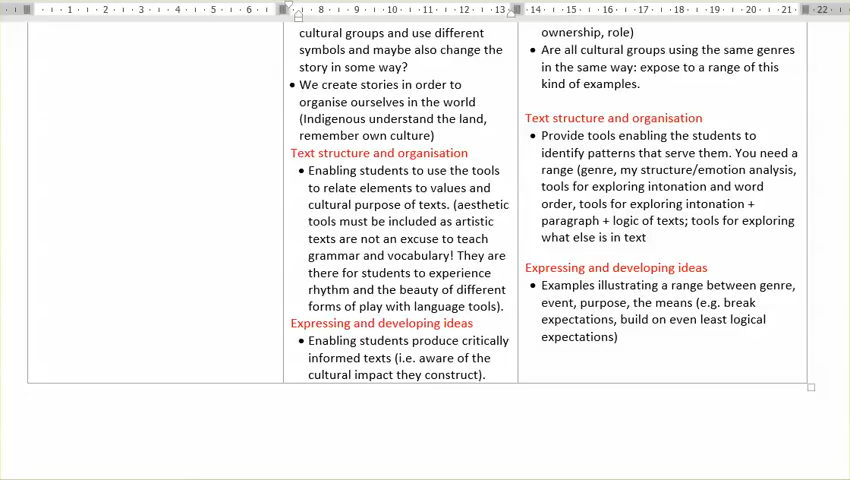 1 2 3 4 5 6 8 9 10 11 12 13 14 15 16 17 18 19 20 21 22
cultural groups and use different
symbols and maybe also change the
story in some way?
• We create stories in order to
organise ourselves in the world
(Indigenous understand the land,
remember own culture)
Text structure and organisation
• Enabling students to use the tools
to relate elements to values and
cultural purpose of texts. (aesthetic
tools must be included as artistic
texts are not an excuse to teach
grammar and vocabulary! They are
there for students to experience
rhythm and the beauty of different
forms of play with language tools).
Expressing and developing ideas
• Enabling students produce critically
informed texts (i.e. aware of the
cultural impact they construct).
ownership, role)
• Are all cultural groups using the same genres
in the same way: expose to a range of this
kind of examples.
Text structure and organisation
• Provide tools enabling the students to
identify patterns that serve them. You need a
range (genre, my structure/emotion analysis,
tools for exploring intonation and word
order, tools for exploring intonation +
paragraph + logic of texts; tools for exploring
what else is in text
Expressing and developing ideas
• Examples illustrating a range between genre,
event, purpose, the means (e.g. break
expectations, build on even least logical
expectations)